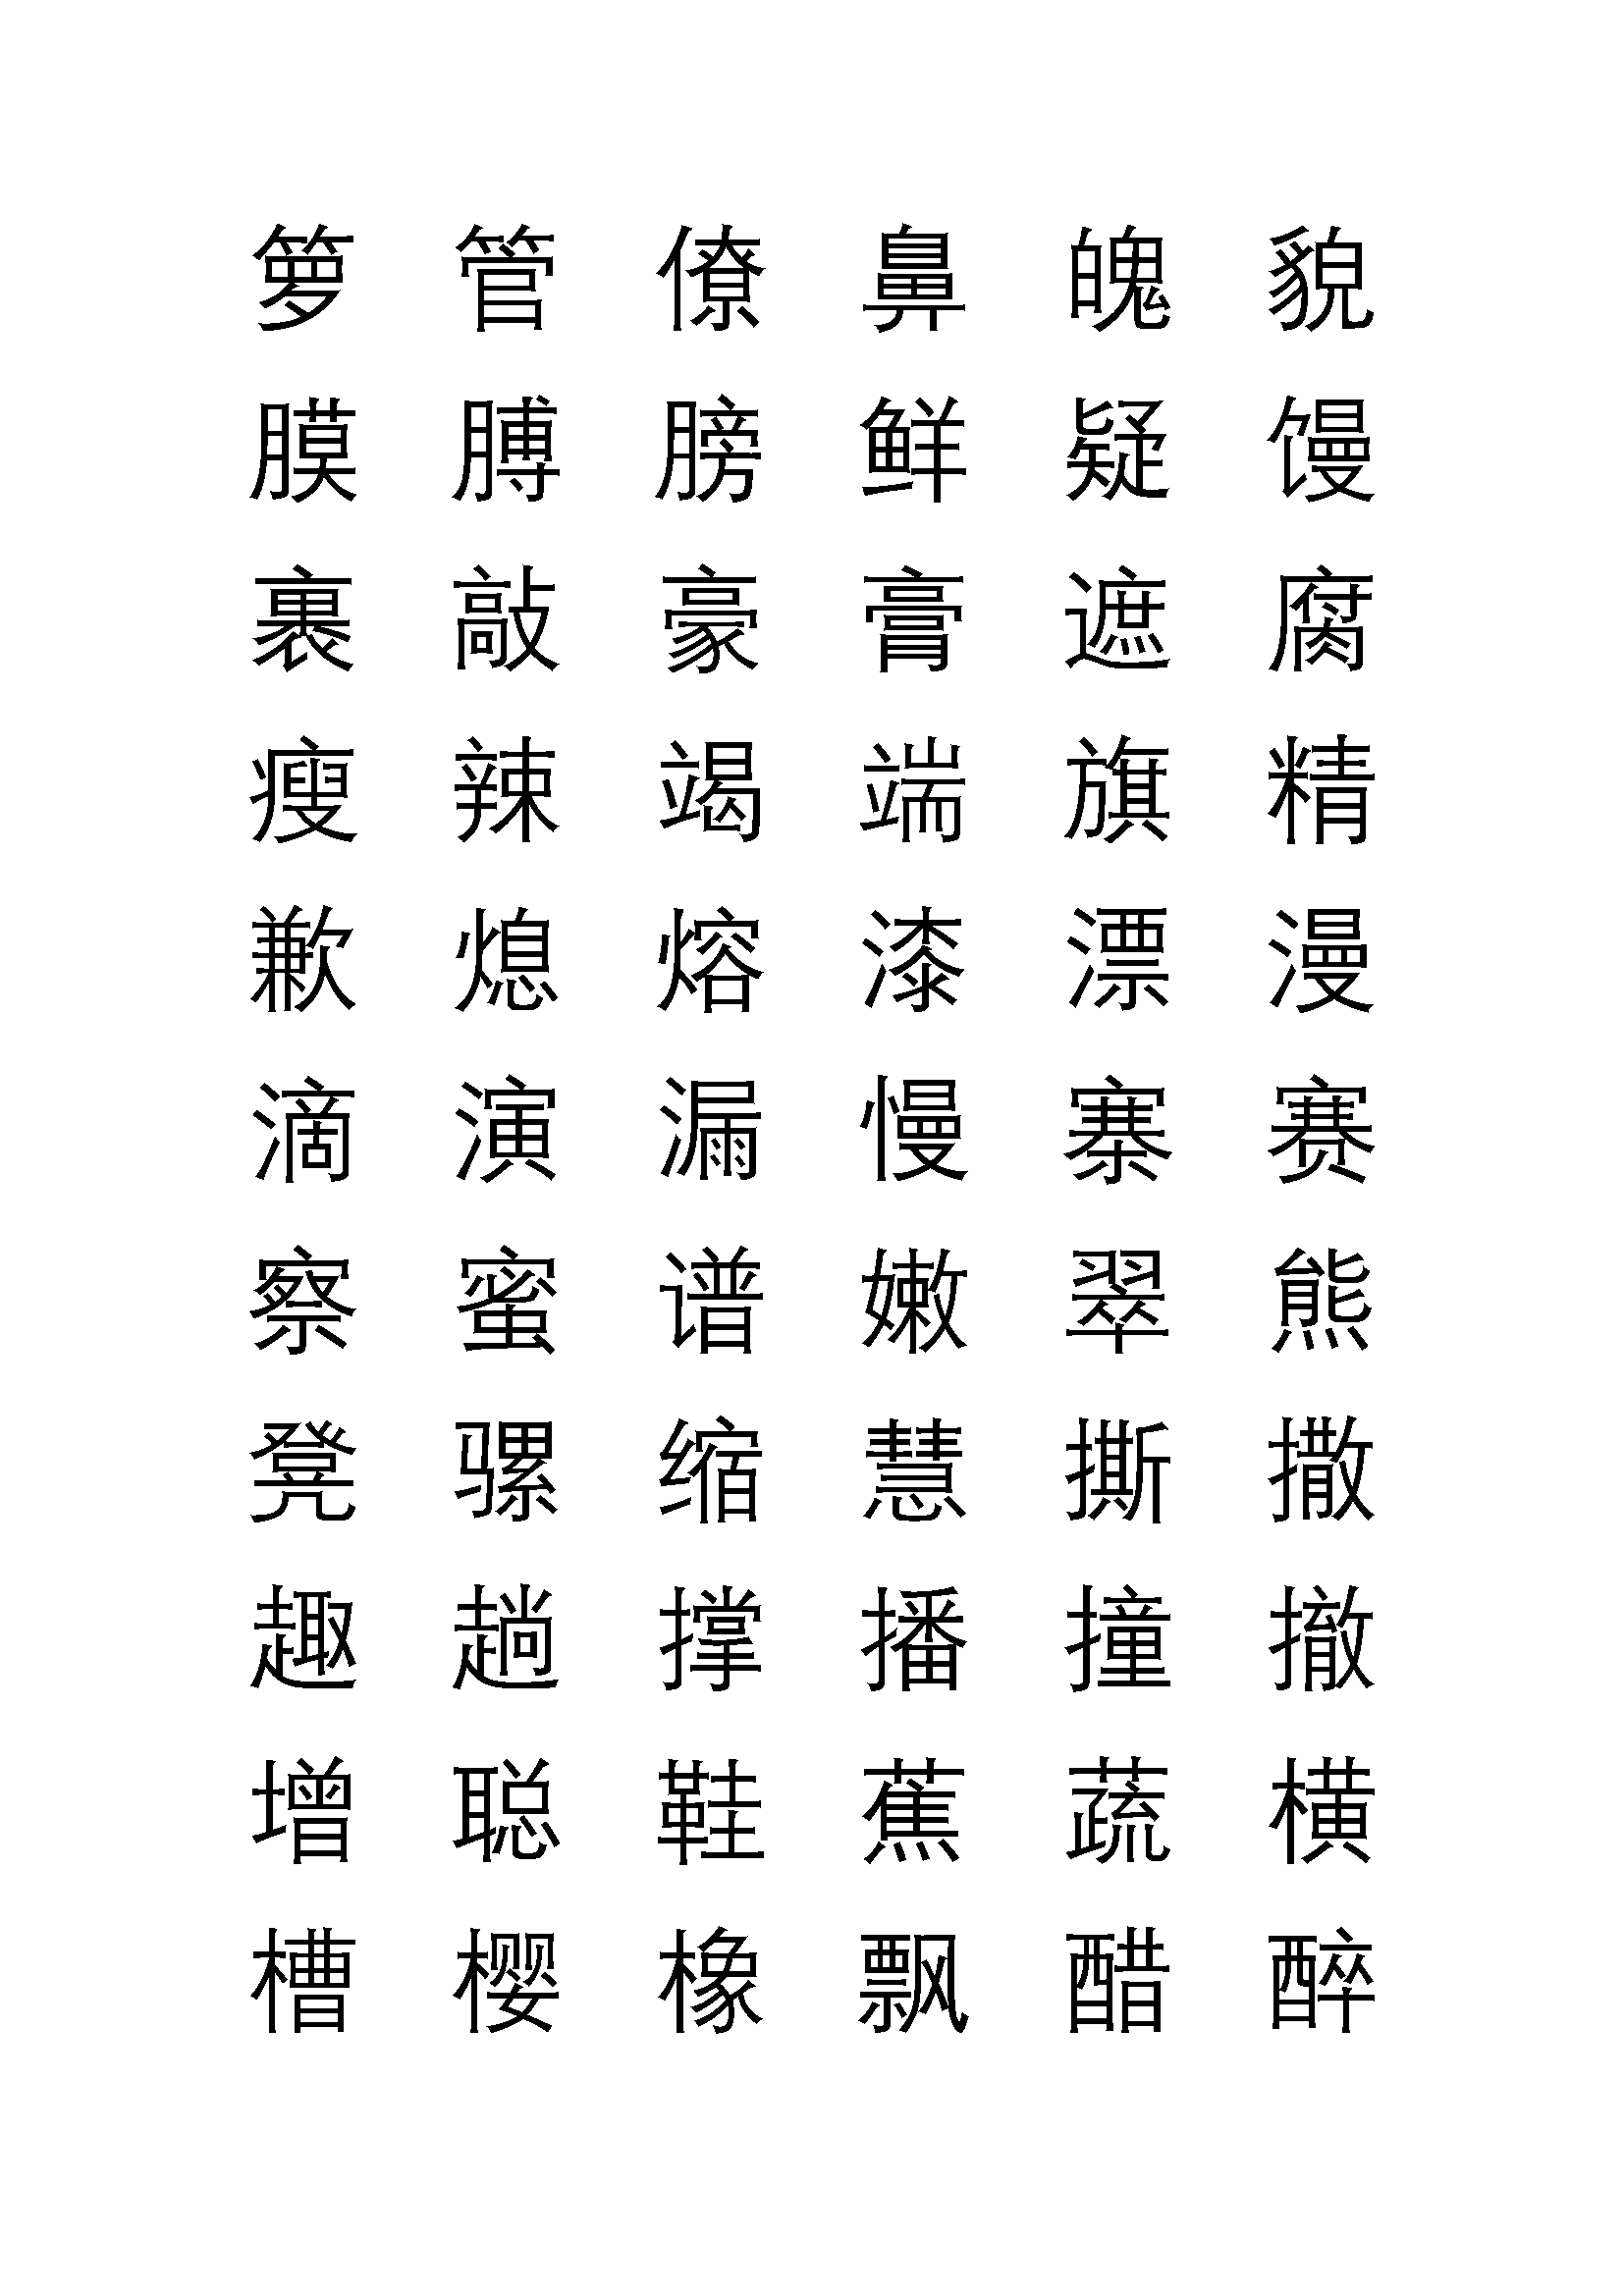 箩 管 僚 鼻 魄 貌
膜 膊 膀 鲜 疑 馒
裹 敲 豪 膏 遮 腐
瘦 辣 竭 端 旗 精
歉 熄 熔 漆 漂 漫
滴 演 漏 慢 寨 赛
察 蜜 谱 嫩 翠 熊
凳 骡 缩 慧 撕 撒
趣 趟 撑 播 撞 撤
增 聪 鞋 蕉 蔬 横
槽 樱 橡 飘 醋 醉